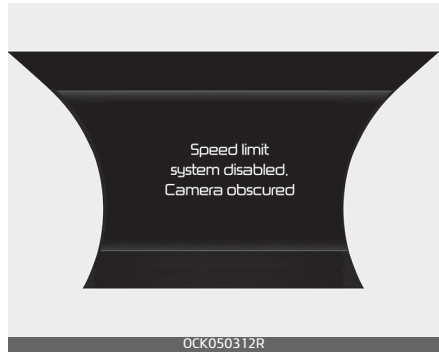 Speed limit
system disabled.
Camera obscured
OCK050312R